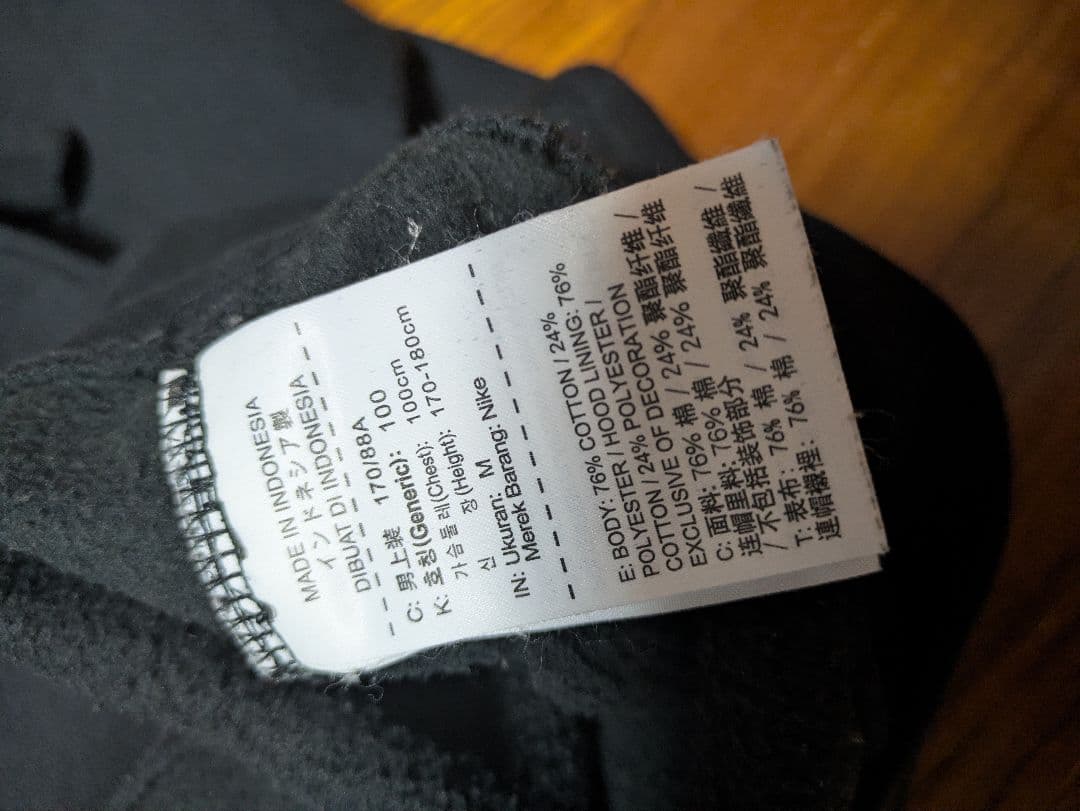 MADE IN INDONESIA
インドネシア製
DIBUAT DI INDONESIA
C: 男上装 170/88A
K: 호칭(Generic): 100
가슴둘레(Chest): 100cm
신 장(Height): 170-180cm
IN: Ukuran: M
Merek Barang: Nike
E: BODY: 76% COTTON / 24%
POLYESTER / HOOD LINING: 76%
COTTON / 24% POLYESTER /
EXCLUSIVE OF DECORATION
C: 面料: 76% 棉 / 24% 聚酯纤维 /
连帽里料: 76% 棉 / 24% 聚酯纤维
/ 不包括装饰部分
T: 表布: 76% 棉 / 24% 聚酯纖維 /
連帽襯裡: 76% 棉 / 24% 聚酯纖維